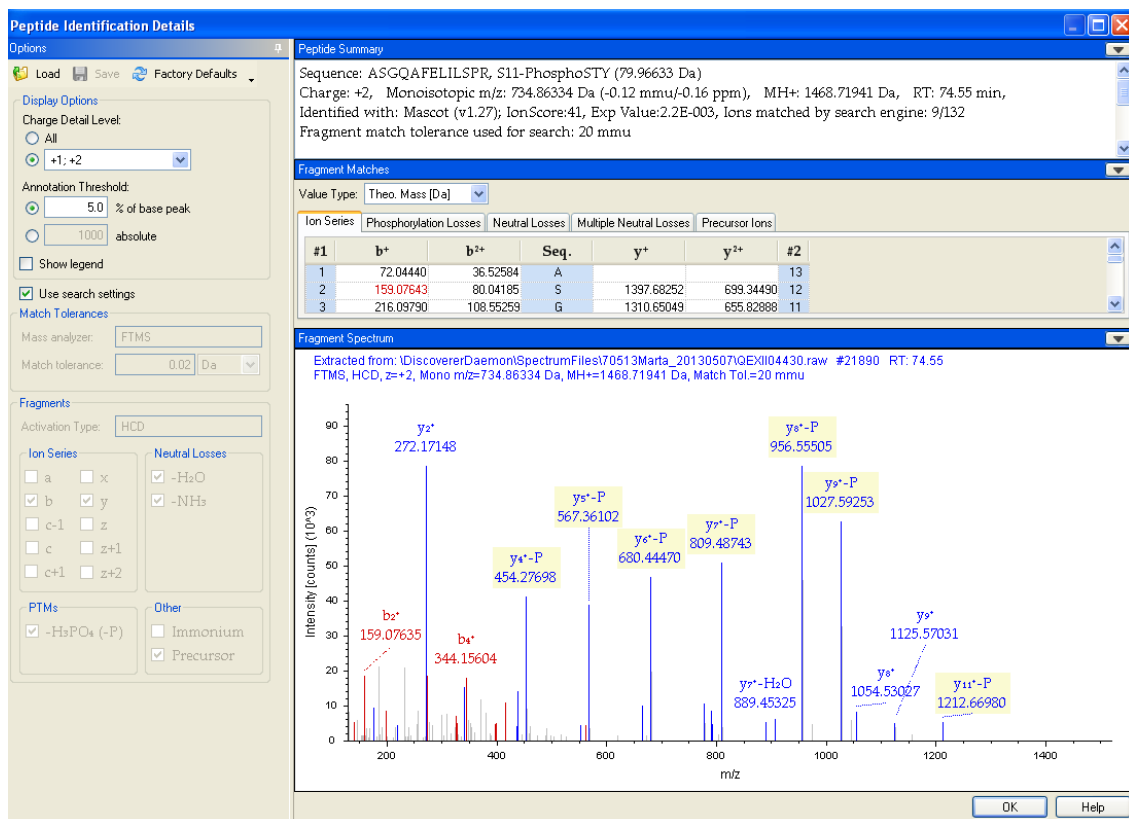 Peptide Identification Details
Options
Load Save Factory Defaults
Display Options
Charge Detail Level:
All
+1; +2
Annotation Threshold:
5.0 % of base peak
1000 absolute
Show legend
Use search settings
Match Tolerances
Mass analyzer: FTMS
Match tolerance: 0.02 Da
Fragments
Activation Type: HCD
Ion Series
a x
b y
c-1 z
c z+1
c+1 z+2
Neutral Losses
-H₂O
-NH₃
PTMs
-H₃PO₄ (-P)
Other
Immonium
Precursor
Peptide Summary
Sequence: ASGQAFELILSPR, S11-PhosphoSTY (79.96633 Da)
Charge: +2, Monoisotopic m/z: 734.86334 Da (-0.12 mmu/-0.16 ppm), MH+: 1468.71941 Da, RT: 74.55 min,
Identified with: Mascot (v1.27); IonScore:41, Exp Value:2.2E-003, Ions matched by search engine: 9/132
Fragment match tolerance used for search: 20 mmu
Fragment Matches
Value Type: Theo. Mass [Da]
Ion Series Phosphorylation Losses Neutral Losses Multiple Neutral Losses Precursor Ions
#1 b⁺ b²⁺ Seq. y⁺ y²⁺ #2
1 72.04440 36.52584 A 13
2 159.07643 80.04185 S 1397.68252 699.34490 12
3 216.09790 108.55259 G 1310.65049 655.82888 11
Fragment Spectrum
Extracted from: \DiscovererDaemon\SpectrumFiles\70513Marta_20130507\QEXII04430.raw #21890 RT: 74.55
FTMS, HCD, z=+2, Mono m/z=734.86334 Da, MH+=1468.71941 Da, Match Tol.=20 mmu
Intensity [counts] (10^3)
90
80
70
60
50
40
30
20
10
0
b₂⁺
159.07635
y₂⁺
272.17148
b₄⁺
344.15604
y₄⁺-P
454.27698
y₅⁺-P
567.36102
y₆⁺-P
680.44470
y₇⁺-P
809.48743
y₇⁺-H₂O
889.45325
y₈⁺-P
956.55505
y₉⁺-P
1027.59253
y₈⁺
1054.53027
y₉⁺
1125.57031
y₁₁⁺-P
1212.66980
200 400 600 800 1000 1200 1400
m/z
OK Help